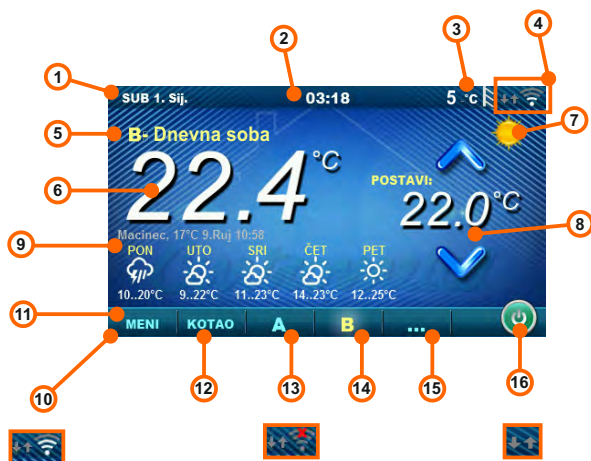 1
2
3
4
SUB 1. Sij.
03:18
5 °C
5
B- Dnevna soba
7
6
22.4°C
POSTAVI:
22.0°C
8
9
Macinec, 17°C 9.Ruj 10:58
PON UTO SRI ČET PET
10..20°C 9..22°C 11..23°C 14..23°C 12..25°C
11
MENI KOTAO A B ...
10
12
13
14
15
16